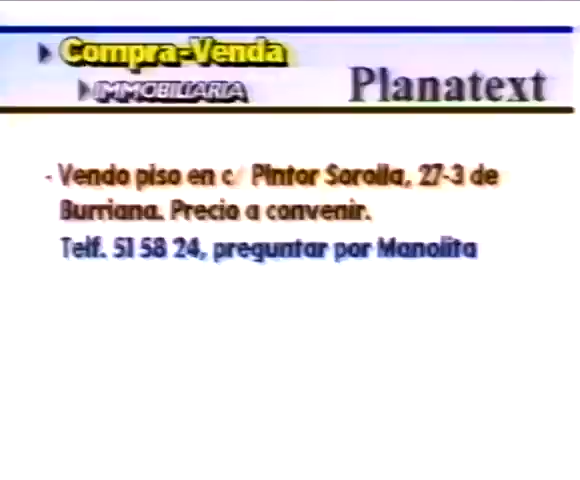 Compra-Venda
IMMOBILIARIA
Planatext
- Vendo piso en c/ Pintor Sorolla, 27-3 de
Burriana. Precio a convenir.
Telf. 51 58 24, preguntar por Manolita